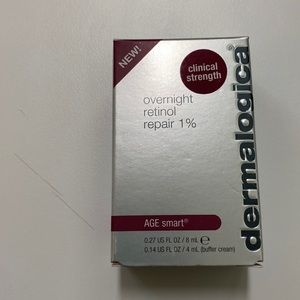 NEW!
clinical
strength
overnight
retinol
repair 1%
dermalogica®
AGE smart®
0.27 US FL OZ / 8 mL ℮
0.14 US FL OZ / 4 mL (buffer cream)